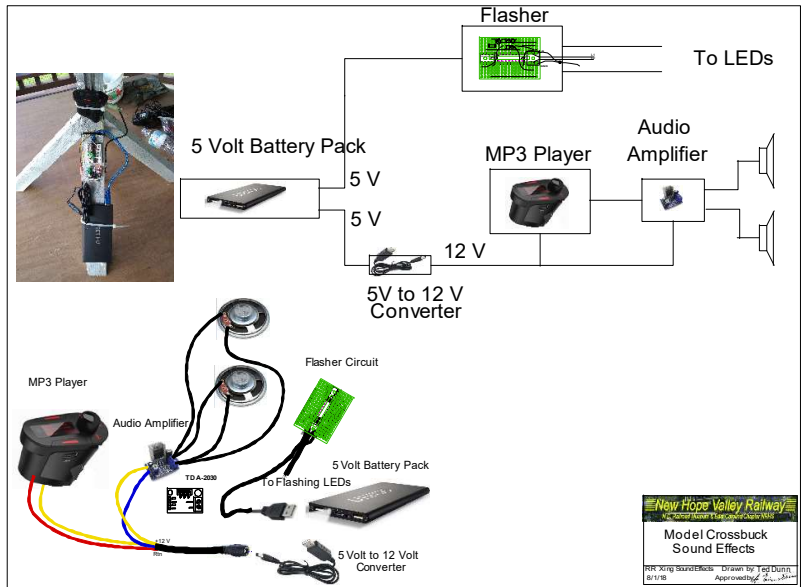 Flasher
To LEDs
5 Volt Battery Pack
5 V
5 V
MP3 Player
Audio
Amplifier
12 V
5V to 12 V
Converter
MP3 Player
Audio Amplifier
TDA-2030
Flasher Circuit
To Flashing LEDs
5 Volt Battery Pack
+12 V
Rtn
5 Volt to 12 Volt
Converter
New Hope Valley Railway
Model Crossbuck
Sound Effects
RR Xing Sound Effects Drawn by: Ted Dunn
8/1/18 Approved by: